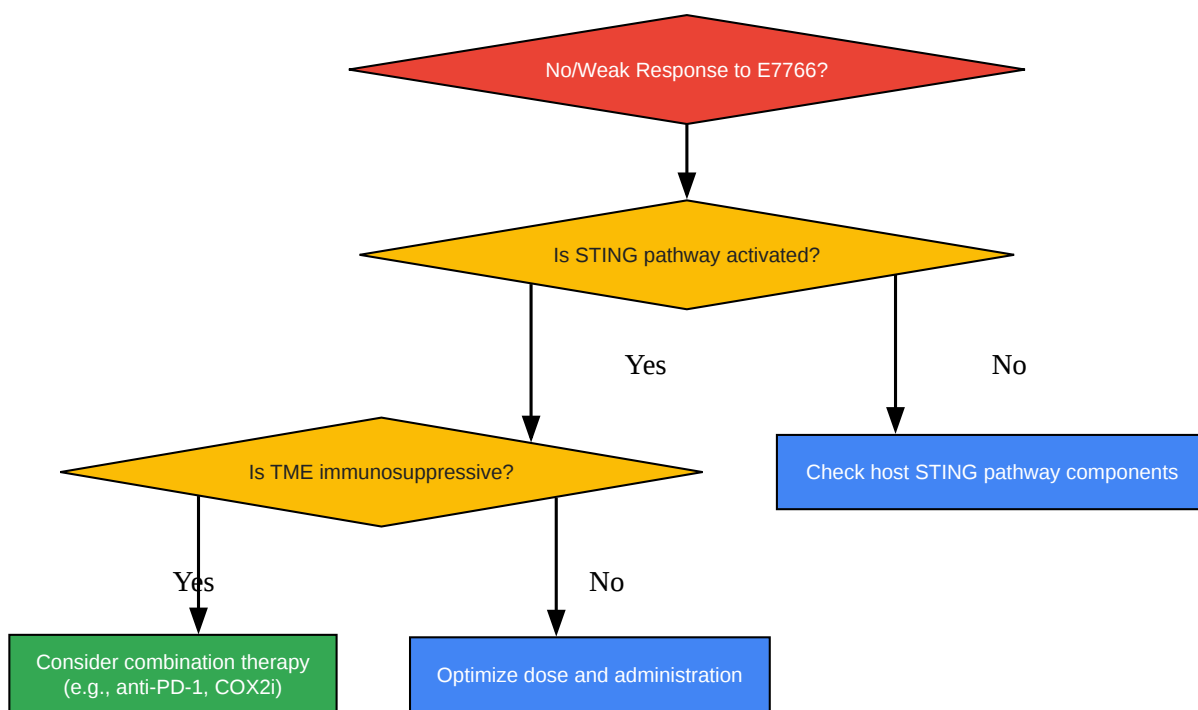 No/Weak Response to E7766?
Is STING pathway activated?
Yes
No
Is TME immunosuppressive?
Check host STING pathway components
Yes
No
Consider combination therapy
(e.g., anti-PD-1, COX2i)
Optimize dose and administration